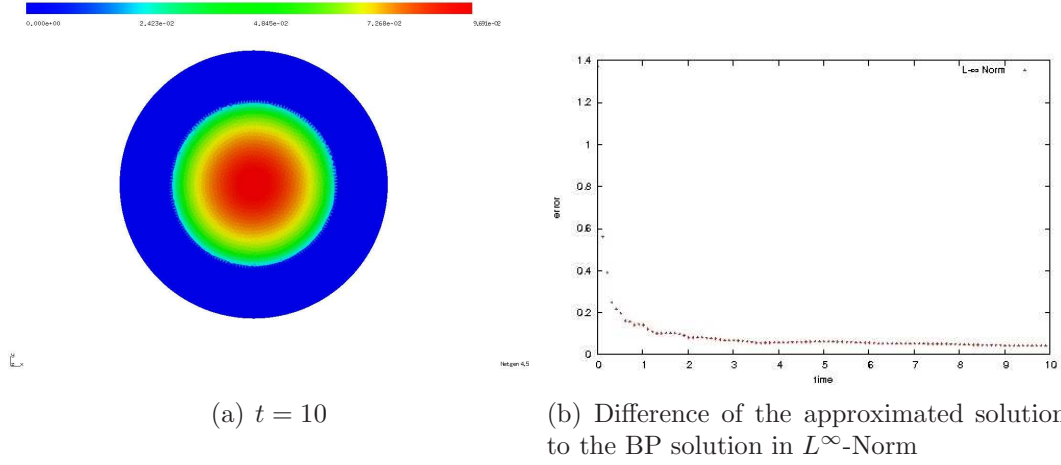 0.000e+00 2.423e-02 4.845e-02 7.268e-02 9.691e-02
Netgen 4.5
(a) t = 10
1.4
L-∞ Norm
1.2
1
0.8
0.6
0.4
0.2
0
error
0 1 2 3 4 5 6 7 8 9 10
time
(b) Difference of the approximated solution
to the BP solution in L∞-Norm